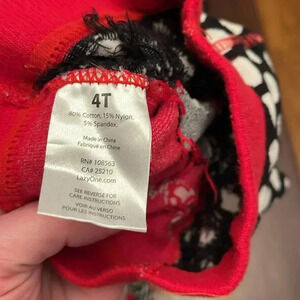 4T
80% Cotton, 15% Nylon,
5% Spandex.
Made in China
Fabriqué en China
RN# 108563
CA# 25210
LazyOne.com
SEE REVERSE FOR
CARE INSTRUCTIONS
VOIR AU VERSO
POUR LES INSTRUCTIONS